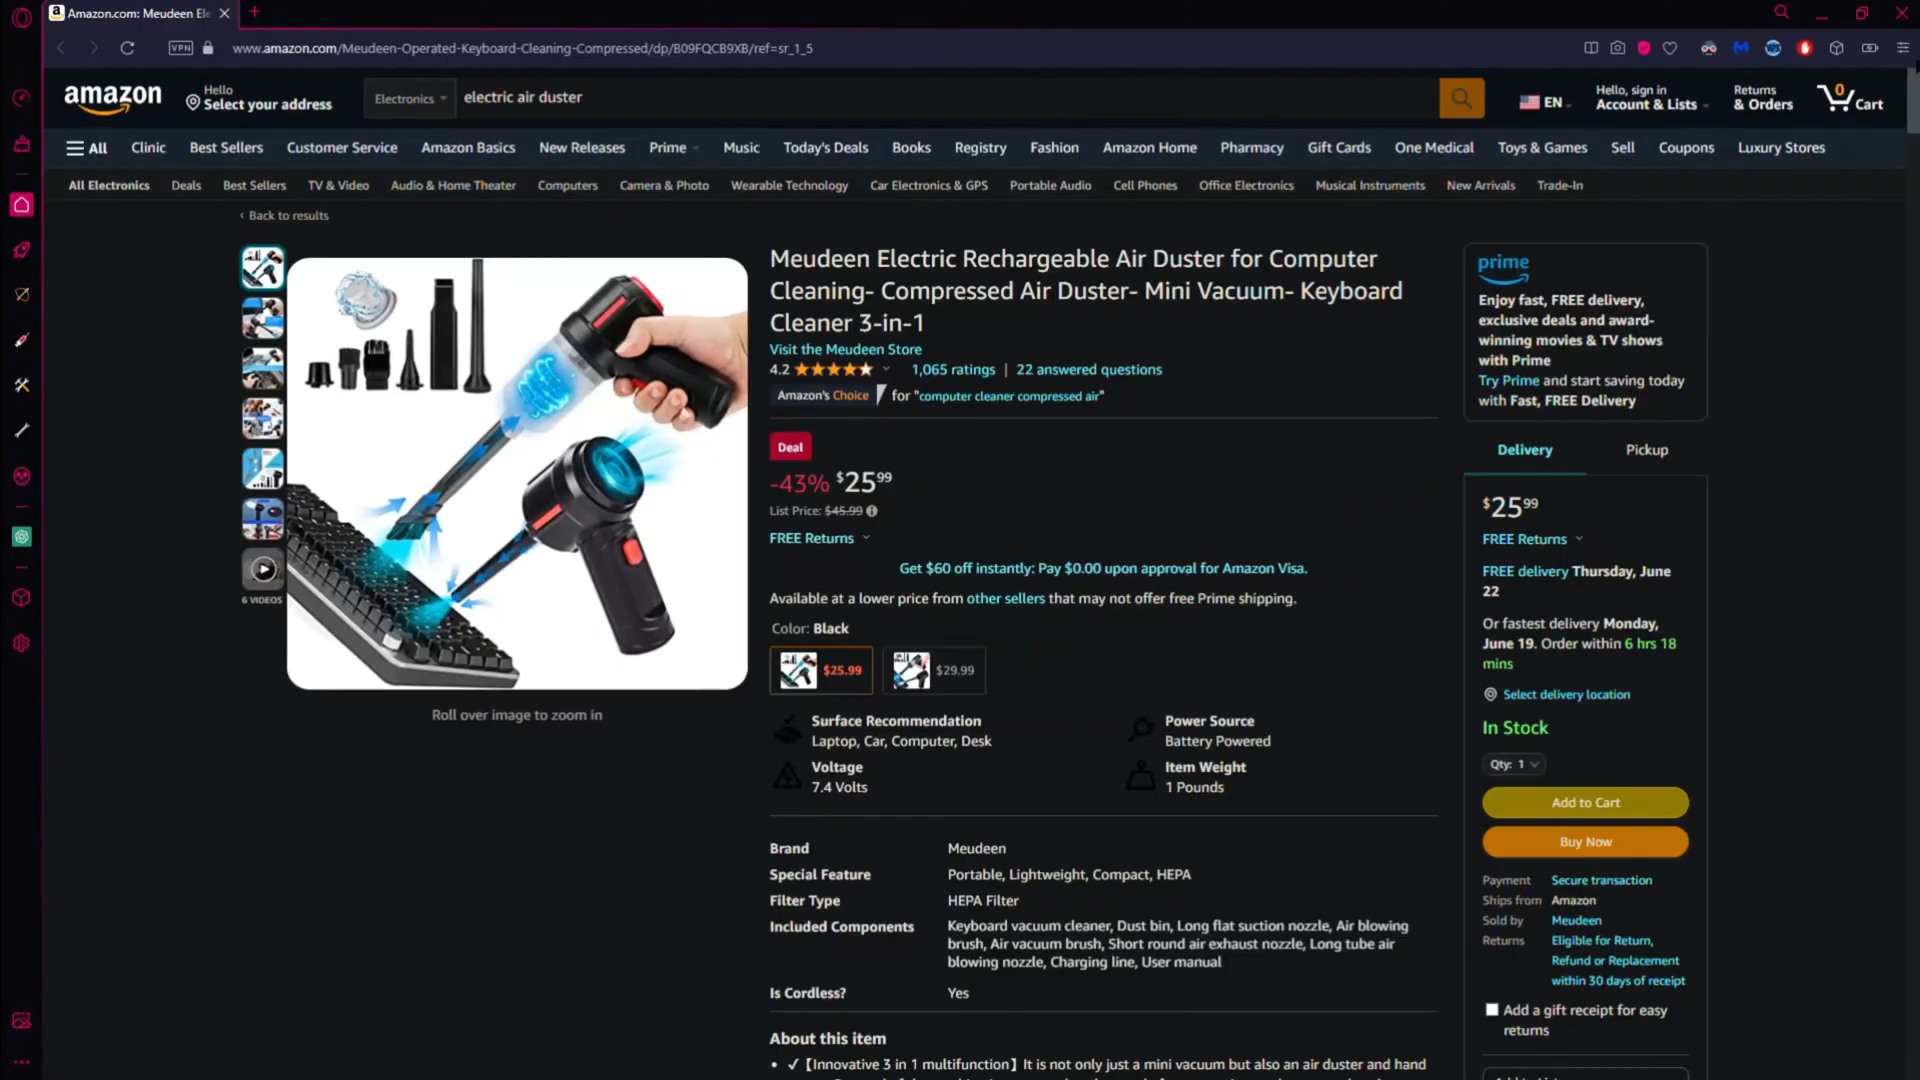 Amazon.com: Meudeen Ele
VPN
www.amazon.com/Meudeen-Operated-Keyboard-Cleaning-Compressed/dp/B09FQCB9XB/ref=sr_1_5
amazon
Hello
Select your address
Electronics
electric air duster
EN
Hello, sign in
Account & Lists
Returns
& Orders
0
Cart
All
Clinic
Best Sellers
Customer Service
Amazon Basics
New Releases
Prime
Music
Today's Deals
Books
Registry
Fashion
Amazon Home
Pharmacy
Gift Cards
One Medical
Toys & Games
Sell
Coupons
Luxury Stores
All Electronics
Deals
Best Sellers
TV & Video
Audio & Home Theater
Computers
Camera & Photo
Wearable Technology
Car Electronics & GPS
Portable Audio
Cell Phones
Office Electronics
Musical Instruments
New Arrivals
Trade-In
‹ Back to results
6 VIDEOS
Roll over image to zoom in
Meudeen Electric Rechargeable Air Duster for Computer
Cleaning- Compressed Air Duster- Mini Vacuum- Keyboard
Cleaner 3-in-1
Visit the Meudeen Store
4.2
1,065 ratings | 22 answered questions
Amazon's Choice for "computer cleaner compressed air"
Deal
-43% $25 99
List Price: $45.99
FREE Returns
Get $60 off instantly: Pay $0.00 upon approval for Amazon Visa.
Available at a lower price from other sellers that may not offer free Prime shipping.
Color: Black
$25.99
$29.99
Surface Recommendation
Laptop, Car, Computer, Desk
Power Source
Battery Powered
Voltage
7.4 Volts
Item Weight
1 Pounds
Brand
Meudeen
Special Feature
Portable, Lightweight, Compact, HEPA
Filter Type
HEPA Filter
Included Components
Keyboard vacuum cleaner, Dust bin, Long flat suction nozzle, Air blowing
brush, Air vacuum brush, Short round air exhaust nozzle, Long tube air
blowing nozzle, Charging line, User manual
Is Cordless?
Yes
About this item
• ✓【Innovative 3 in 1 multifunction】It is not only just a mini vacuum but also an air duster and hand
prime
Enjoy fast, FREE delivery,
exclusive deals and award-
winning movies & TV shows
with Prime
Try Prime and start saving today
with Fast, FREE Delivery
Delivery
Pickup
$25 99
FREE Returns
FREE delivery Thursday, June
22
Or fastest delivery Monday,
June 19. Order within 6 hrs 18
mins
Select delivery location
In Stock
Qty: 1
Add to Cart
Buy Now
Payment
Secure transaction
Ships from
Amazon
Sold by
Meudeen
Returns
Eligible for Return,
Refund or Replacement
within 30 days of receipt
Add a gift receipt for easy
returns